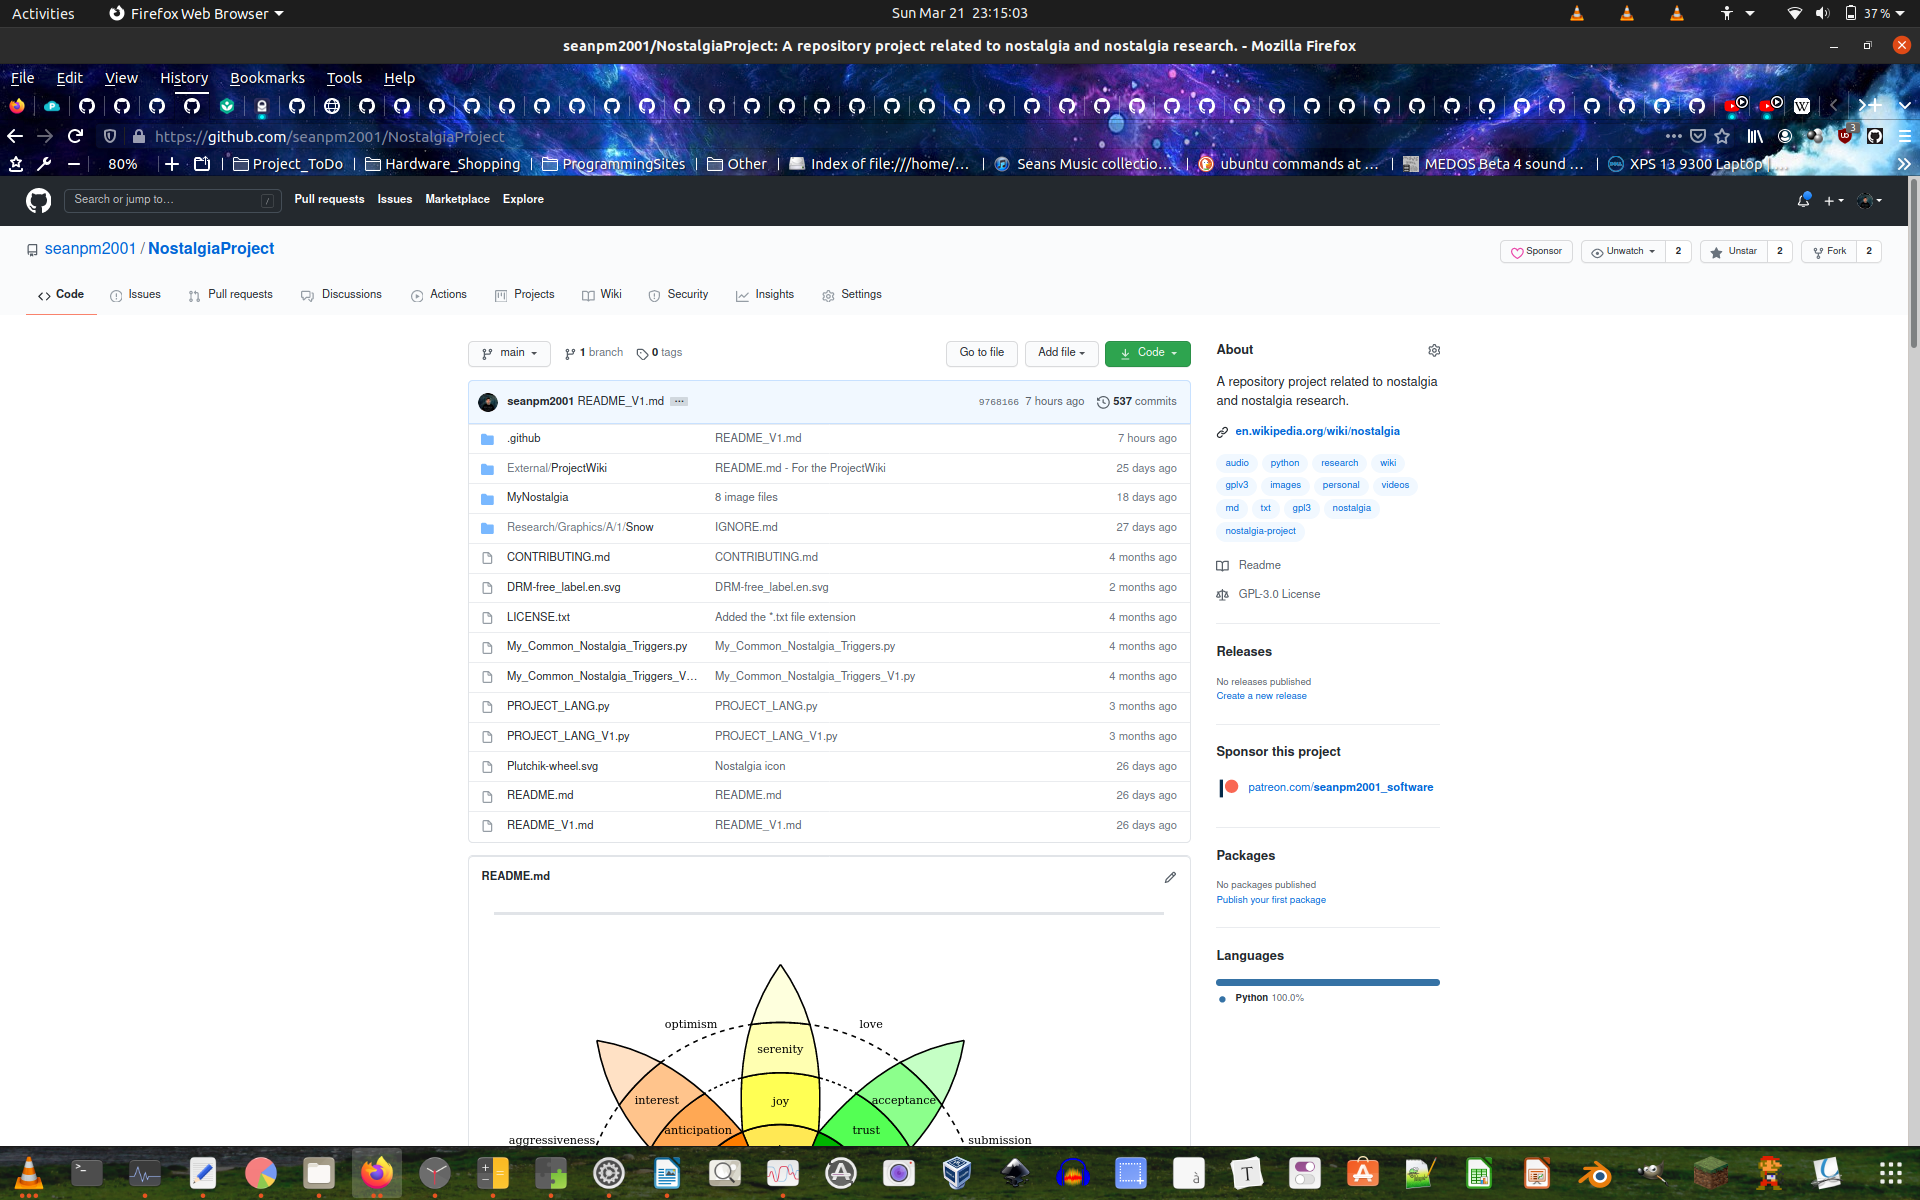 Activities Firefox Web Browser Sun Mar 21 23:15:03 37 %
seanpm2001/NostalgiaProject: A repository project related to nostalgia and nostalgia research. - Mozilla Firefox
File Edit View History Bookmarks Tools Help
https://github.com/seanpm2001/NostalgiaProject 3
80% Project_ToDo Hardware_Shopping ProgrammingSites Other Index of file:///home/… Seans Music collectio… ubuntu commands at … MEDOS Beta 4 sound … XPS 13 9300 Laptop |…
Search or jump to… / Pull requests Issues Marketplace Explore
seanpm2001 / NostalgiaProject Sponsor Unwatch 2 Unstar 2 Fork 2
Code Issues Pull requests Discussions Actions Projects Wiki Security Insights Settings
main 1 branch 0 tags Go to file Add file Code
seanpm2001 README_V1.md ... 9768166 7 hours ago 537 commits
.github README_V1.md 7 hours ago
External/ProjectWiki README.md - For the ProjectWiki 25 days ago
MyNostalgia 8 image files 18 days ago
Research/Graphics/A/1/Snow IGNORE.md 27 days ago
CONTRIBUTING.md CONTRIBUTING.md 4 months ago
DRM-free_label.en.svg DRM-free_label.en.svg 2 months ago
LICENSE.txt Added the *.txt file extension 4 months ago
My_Common_Nostalgia_Triggers.py My_Common_Nostalgia_Triggers.py 4 months ago
My_Common_Nostalgia_Triggers_V… My_Common_Nostalgia_Triggers_V1.py 4 months ago
PROJECT_LANG.py PROJECT_LANG.py 3 months ago
PROJECT_LANG_V1.py PROJECT_LANG_V1.py 3 months ago
Plutchik-wheel.svg Nostalgia icon 26 days ago
README.md README.md 26 days ago
README_V1.md README_V1.md 26 days ago
README.md
optimism love
serenity
interest joy acceptance
anticipation trust
aggressiveness submission
About
A repository project related to nostalgia
and nostalgia research.
en.wikipedia.org/wiki/nostalgia
audio python research wiki
gplv3 images personal videos
md txt gpl3 nostalgia
nostalgia-project
Readme
GPL-3.0 License
Releases
No releases published
Create a new release
Sponsor this project
patreon.com/seanpm2001_software
Packages
No packages published
Publish your first package
Languages
Python 100.0%